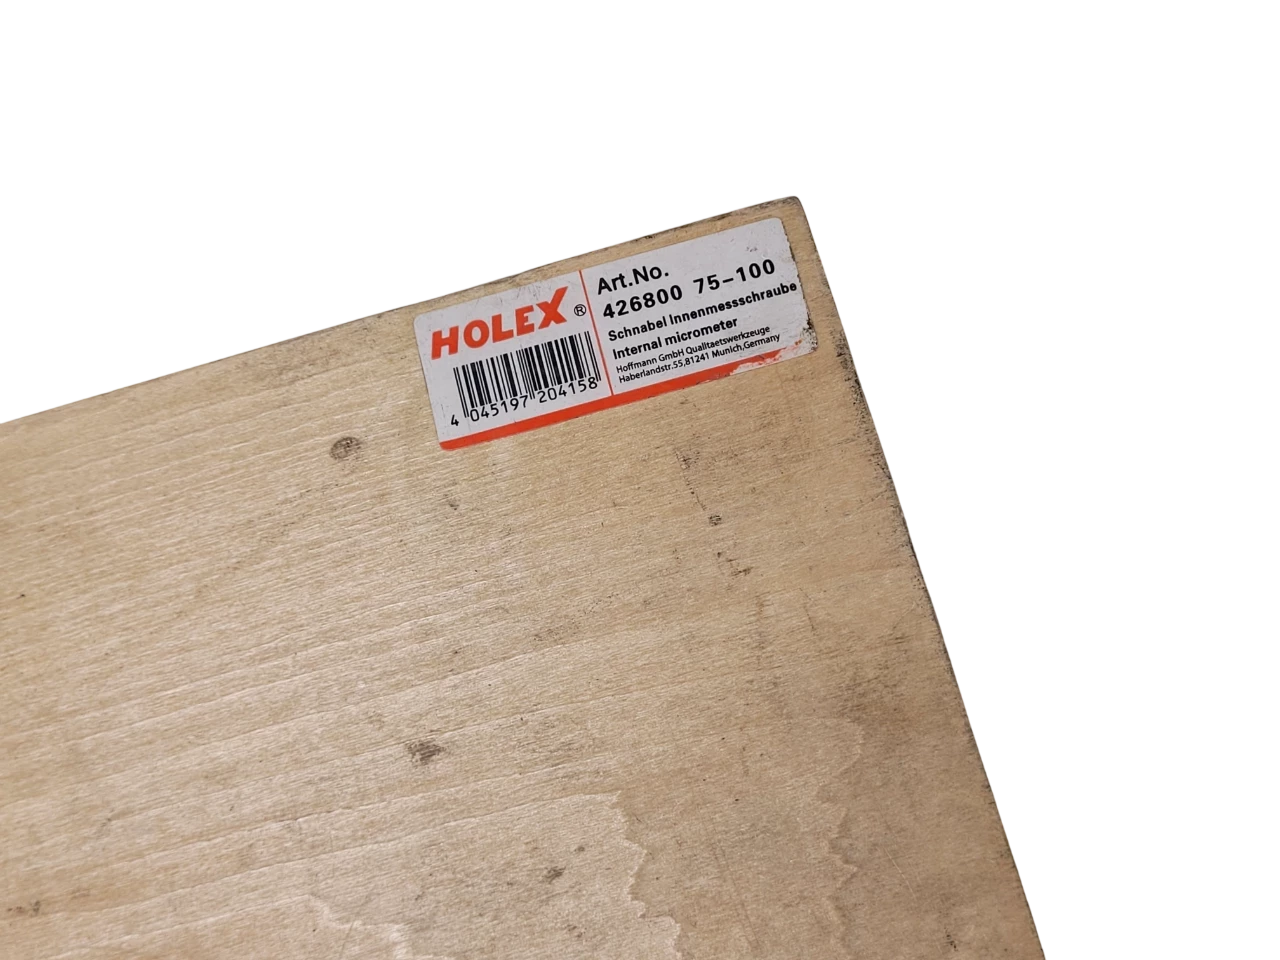 HOLEX ®
4 045197 204158
Art.No.
426800 75-100
Schnabel Innenmessschraube
Internal micrometer
Hoffmann GmbH Qualitaetswerkzeuge
Haberlandstr.55,81241 Munich,Germany